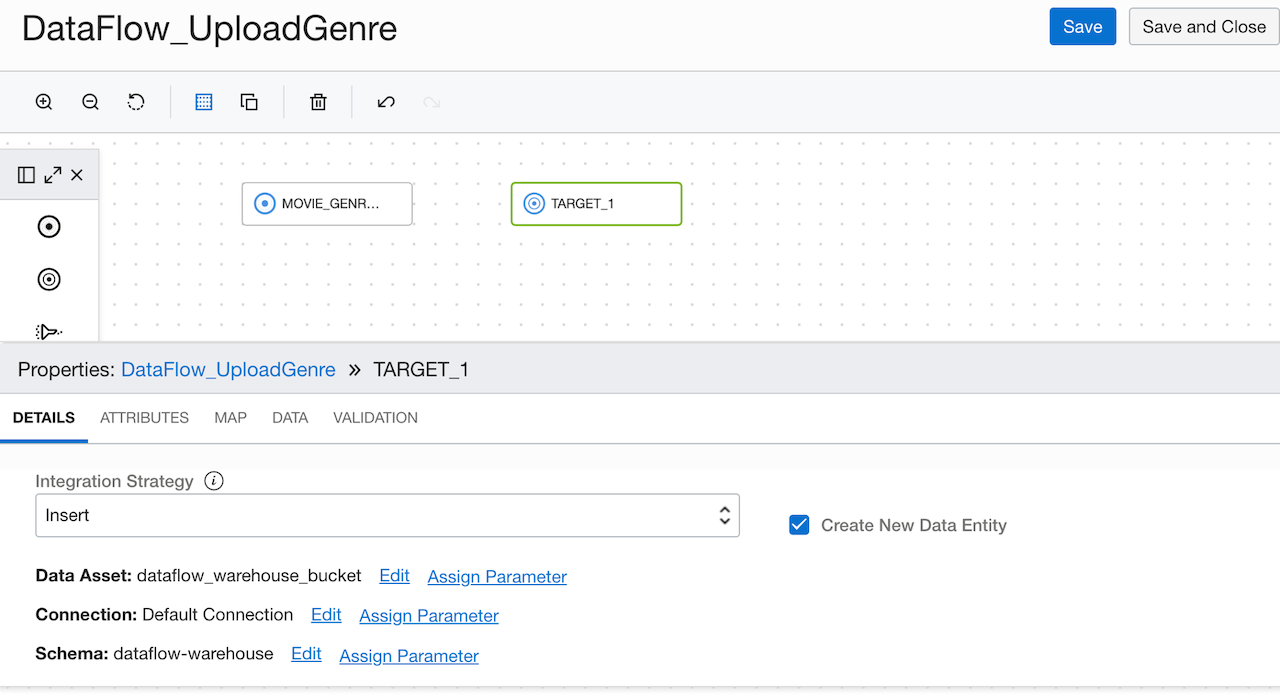 DataFlow_UploadGenre
Save
Save and Close
MOVIE_GENR...
TARGET_1
Properties: DataFlow_UploadGenre » TARGET_1
DETAILS ATTRIBUTES MAP DATA VALIDATION
Integration Strategy i
Insert
Create New Data Entity
Data Asset: dataflow_warehouse_bucket Edit Assign Parameter
Connection: Default Connection Edit Assign Parameter
Schema: dataflow-warehouse Edit Assign Parameter